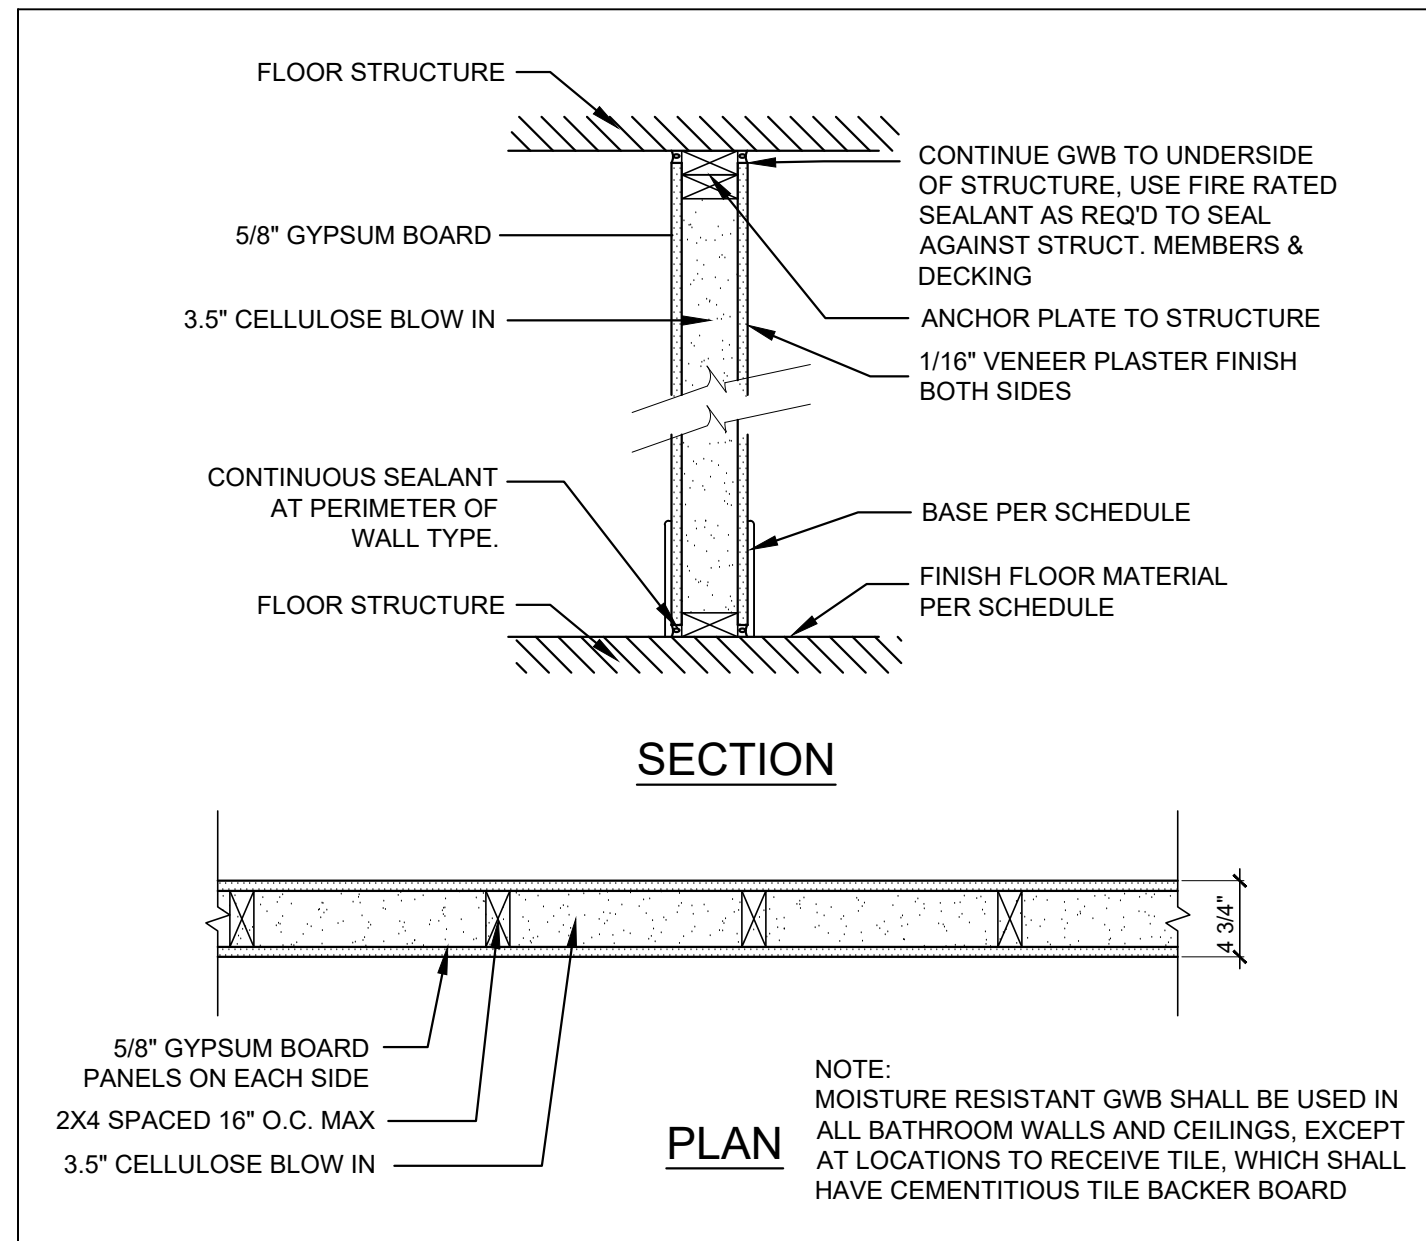 FLOOR STRUCTURE
CONTINUE GWB TO UNDERSIDE
OF STRUCTURE, USE FIRE RATED
SEALANT AS REQ'D TO SEAL
AGAINST STRUCT. MEMBERS &
DECKING
5/8" GYPSUM BOARD
3.5" CELLULOSE BLOW IN
ANCHOR PLATE TO STRUCTURE
1/16" VENEER PLASTER FINISH
BOTH SIDES
CONTINUOUS SEALANT
AT PERIMETER OF
WALL TYPE.
BASE PER SCHEDULE
FINISH FLOOR MATERIAL
PER SCHEDULE
FLOOR STRUCTURE
SECTION
4 3/4"
5/8" GYPSUM BOARD
PANELS ON EACH SIDE
2X4 SPACED 16" O.C. MAX
3.5" CELLULOSE BLOW IN
PLAN
NOTE:
MOISTURE RESISTANT GWB SHALL BE USED IN
ALL BATHROOM WALLS AND CEILINGS, EXCEPT
AT LOCATIONS TO RECEIVE TILE, WHICH SHALL
HAVE CEMENTITIOUS TILE BACKER BOARD